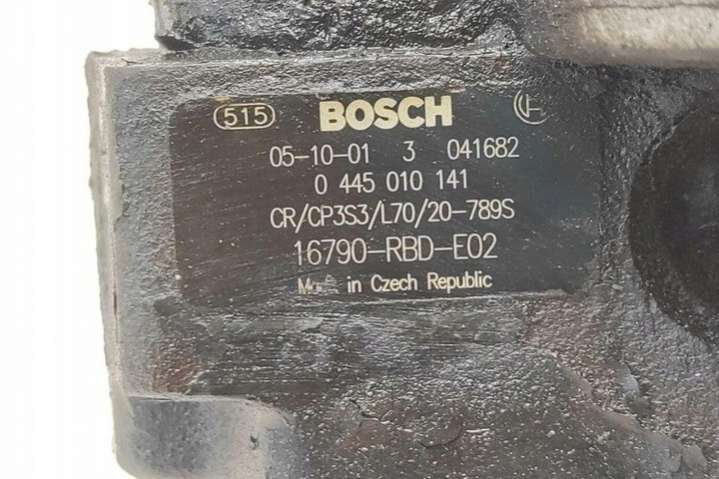 515 BOSCH
05-10-01 3 041682
0 445 010 141
CR/CP3S3/L70/20-789S
16790-RBD-E02
Made in Czech Republic